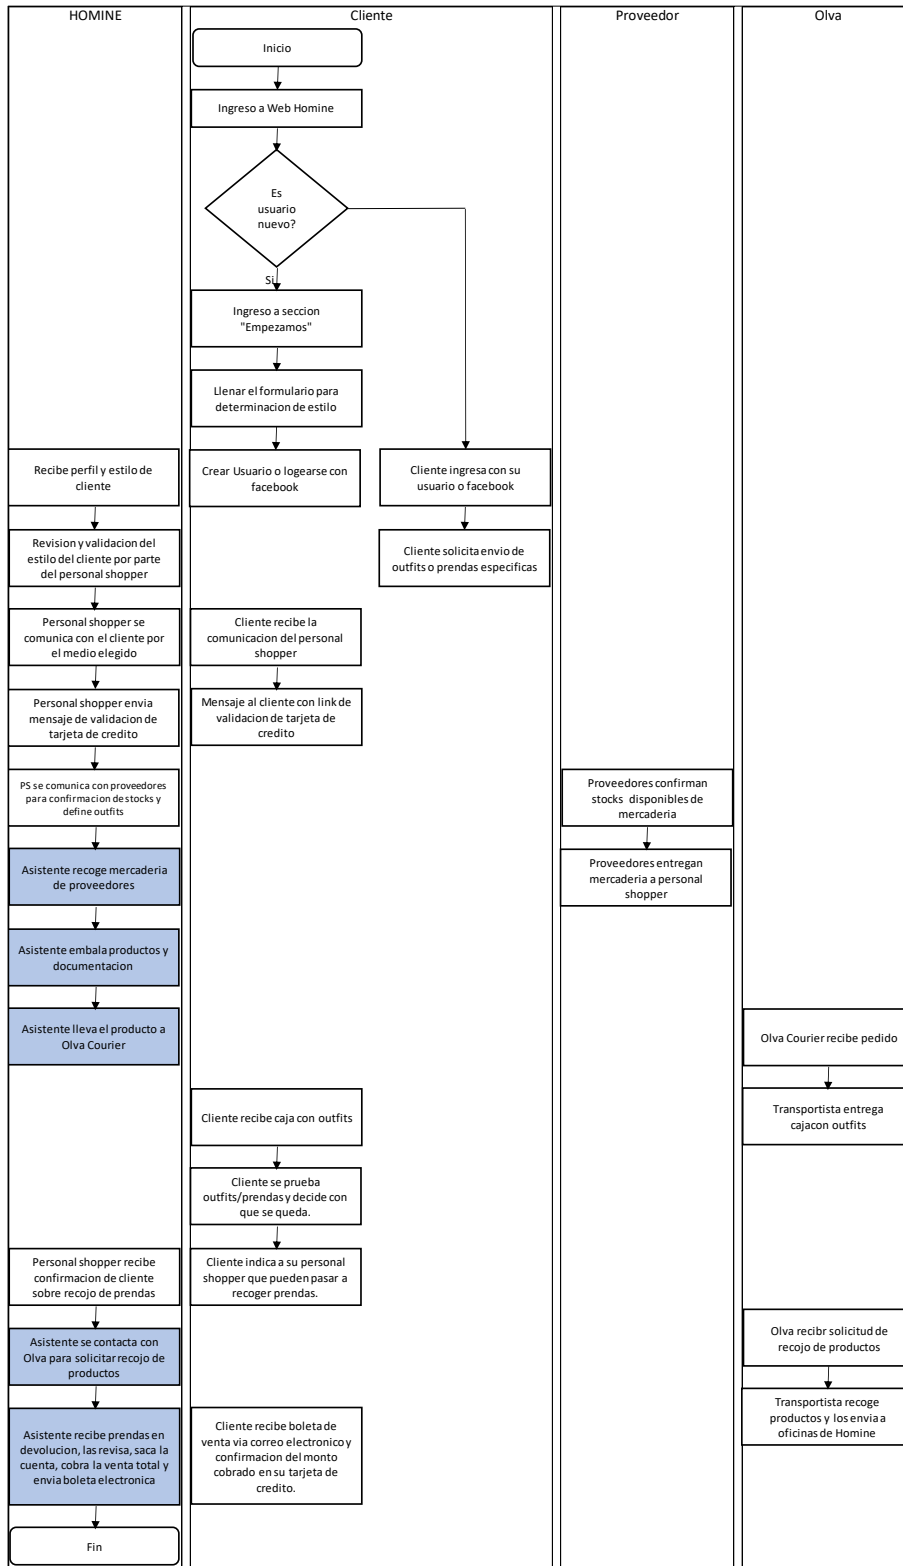 HOMINE
Cliente
Proveedor
Olva
Inicio
Ingreso a Web Homine
Es
usuario
nuevo?
Si
Ingreso a seccion
"Empezamos"
Llenar el formulario para
determinacion de estilo
Recibe perfil y estilo de
cliente
Crear Usuario o logearse con
facebook
Cliente ingresa con su
usuario o facebook
Revision y validacion del
estilo del cliente por parte
del personal shopper
Cliente solicita envio de
outfits o prendas especificas
Personal shopper se
comunica con el cliente por
el medio elegido
Cliente recibe la
comunicacion del personal
shopper
Personal shopper envia
mensaje de validacion de
tarjeta de credito
Mensaje al cliente con link de
validacion de tarjeta de
credito
PS se comunica con proveedores
para confirmacion de stocks y
define outfits
Proveedores confirman
stocks disponibles de
mercaderia
Asistente recoge mercaderia
de proveedores
Proveedores entregan
mercaderia a personal
shopper
Asistente embala productos y
documentacion
Asistente lleva el producto a
Olva Courier
Olva Courier recibe pedido
Cliente recibe caja con outfits
Transportista entrega
cajacon outfits
Cliente se prueba
outfits/prendas y decide con
que se queda.
Personal shopper recibe
confirmacion de cliente
sobre recojo de prendas
Cliente indica a su personal
shopper que pueden pasar a
recoger prendas.
Asistente se contacta con
Olva para solicitar recojo de
productos
Olva recibr solicitud de
recojo de productos
Asistente recibe prendas en
devolucion, las revisa, saca la
cuenta, cobra la venta total y
envia boleta electronica
Cliente recibe boleta de
venta via correo electronico y
confirmacion del monto
cobrado en su tarjeta de
credito.
Transportista recoge
productos y los envia a
oficinas de Homine
Fin